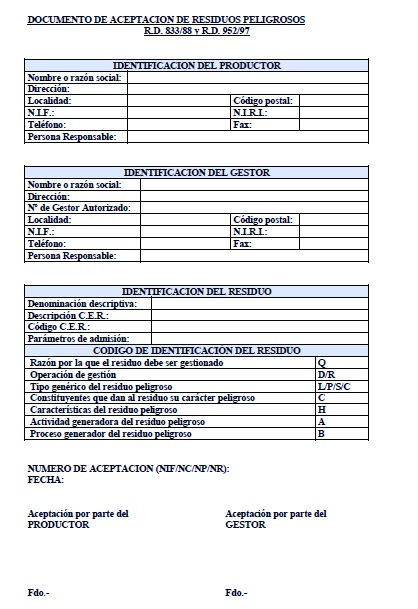 DOCUMENTO DE ACEPTACION DE RESIDUOS PELIGROSOS
R.D. 833/88 y R.D. 952/97
IDENTIFICACION DEL PRODUCTOR
Nombre o razón social:
Dirección:
Localidad: Código postal:
N.I.F.: N.I.R.I.:
Teléfono: Fax:
Persona Responsable:
IDENTIFICACION DEL GESTOR
Nombre o razón social:
Dirección:
Nº de Gestor Autorizado:
Localidad: Código postal:
N.I.F.: N.I.R.I.:
Teléfono: Fax:
Persona Responsable:
IDENTIFICACION DEL RESIDUO
Denominación descriptiva:
Descripción C.E.R.:
Código C.E.R.:
Parámetros de admisión:
CODIGO DE IDENTIFICACIÓN DEL RESIDUO
Razón por la que el residuo debe ser gestionado Q
Operación de gestión D/R
Tipo genérico del residuo peligroso L/P/S/C
Constituyentes que dan al residuo su carácter peligroso C
Características del residuo peligroso H
Actividad generadora del residuo peligroso A
Proceso generador del residuo peligroso B
NUMERO DE ACEPTACION (NIF/NC/NP/NR):
FECHA:
Aceptación por parte del Aceptación por parte del
PRODUCTOR GESTOR
Fdo.- Fdo.-